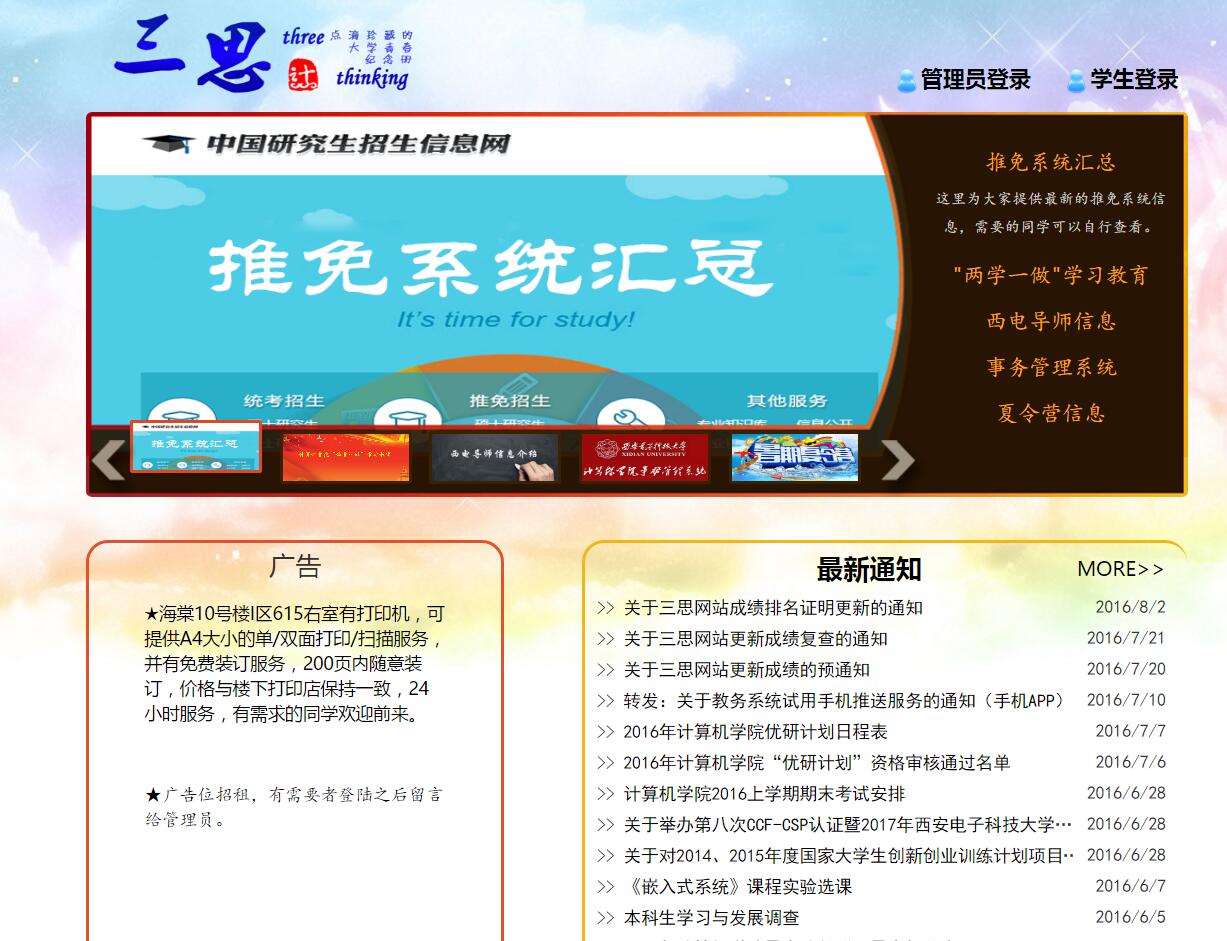 三思
three
点滴珍藏的
大学青春
纪念册
计
thinking
管理员登录
学生登录
中国研究生招生信息网
推免系统汇总
It's time for study!
统考招生
推免招生
其他服务
硕士研究生
专业知识库
信息公开
推免系统汇总
这里为大家提供最新的推免系统信
息，需要的同学可以自行查看。
"两学一做"学习教育
西电导师信息
事务管理系统
夏令营信息
推免系统汇总
西电导师信息介绍
西安电子科技大学
XIDIAN UNIVERSITY
计算机学院事务管理系统
广告
★海棠10号楼I区615右室有打印机，可
提供A4大小的单/双面打印/扫描服务，
并有免费装订服务，200页内随意装
订，价格与楼下打印店保持一致，24
小时服务，有需求的同学欢迎前来。
★广告位招租，有需要者登陆之后留言
给管理员。
最新通知
MORE>>
>> 关于三思网站成绩排名证明更新的通知 2016/8/2
>> 关于三思网站更新成绩复查的通知 2016/7/21
>> 关于三思网站更新成绩的预通知 2016/7/20
>> 转发：关于教务系统试用手机推送服务的通知（手机APP） 2016/7/10
>> 2016年计算机学院优研计划日程表 2016/7/7
>> 2016年计算机学院“优研计划”资格审核通过名单 2016/7/6
>> 计算机学院2016上学期期末考试安排 2016/6/28
>> 关于举办第八次CCF-CSP认证暨2017年西安电子科技大学… 2016/6/28
>> 关于对2014、2015年度国家大学生创新创业训练计划项目… 2016/6/28
>> 《嵌入式系统》课程实验选课 2016/6/7
>> 本科生学习与发展调查 2016/6/5